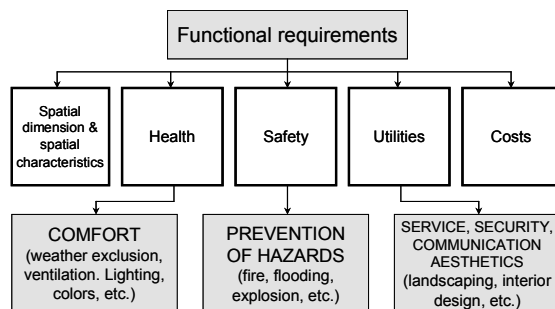 Functional requirements
Spatial
dimension &
spatial
characteristics
Health
Safety
Utilities
Costs
COMFORT
(weather exclusion,
ventilation. Lighting,
colors, etc.)
PREVENTION
OF HAZARDS
(fire, flooding,
explosion, etc.)
SERVICE, SECURITY,
COMMUNICATION
AESTHETICS
(landscaping, interior
design, etc.)